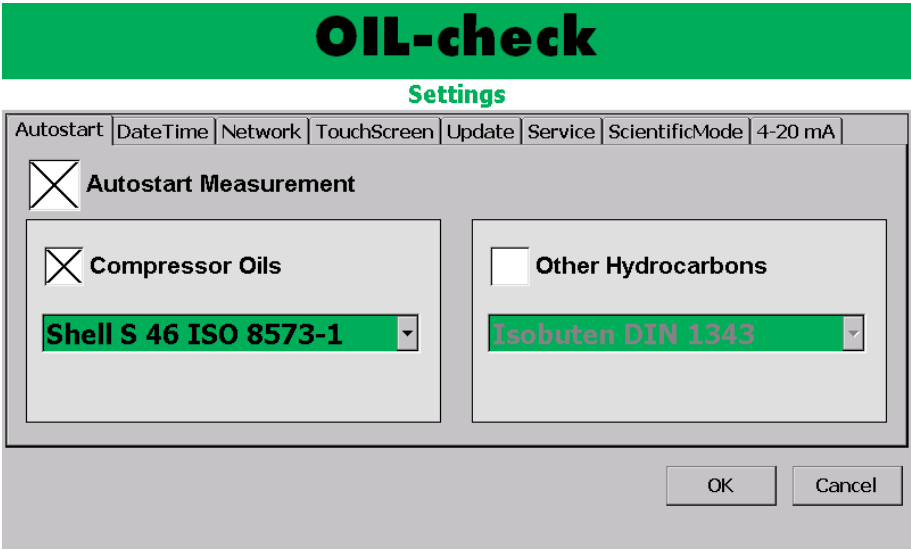 OIL-check
Settings
Autostart DateTime Network TouchScreen Update Service ScientificMode 4-20 mA
Autostart Measurement
Compressor Oils
Other Hydrocarbons
Shell S 46 ISO 8573-1
Isobuten DIN 1343
OK Cancel